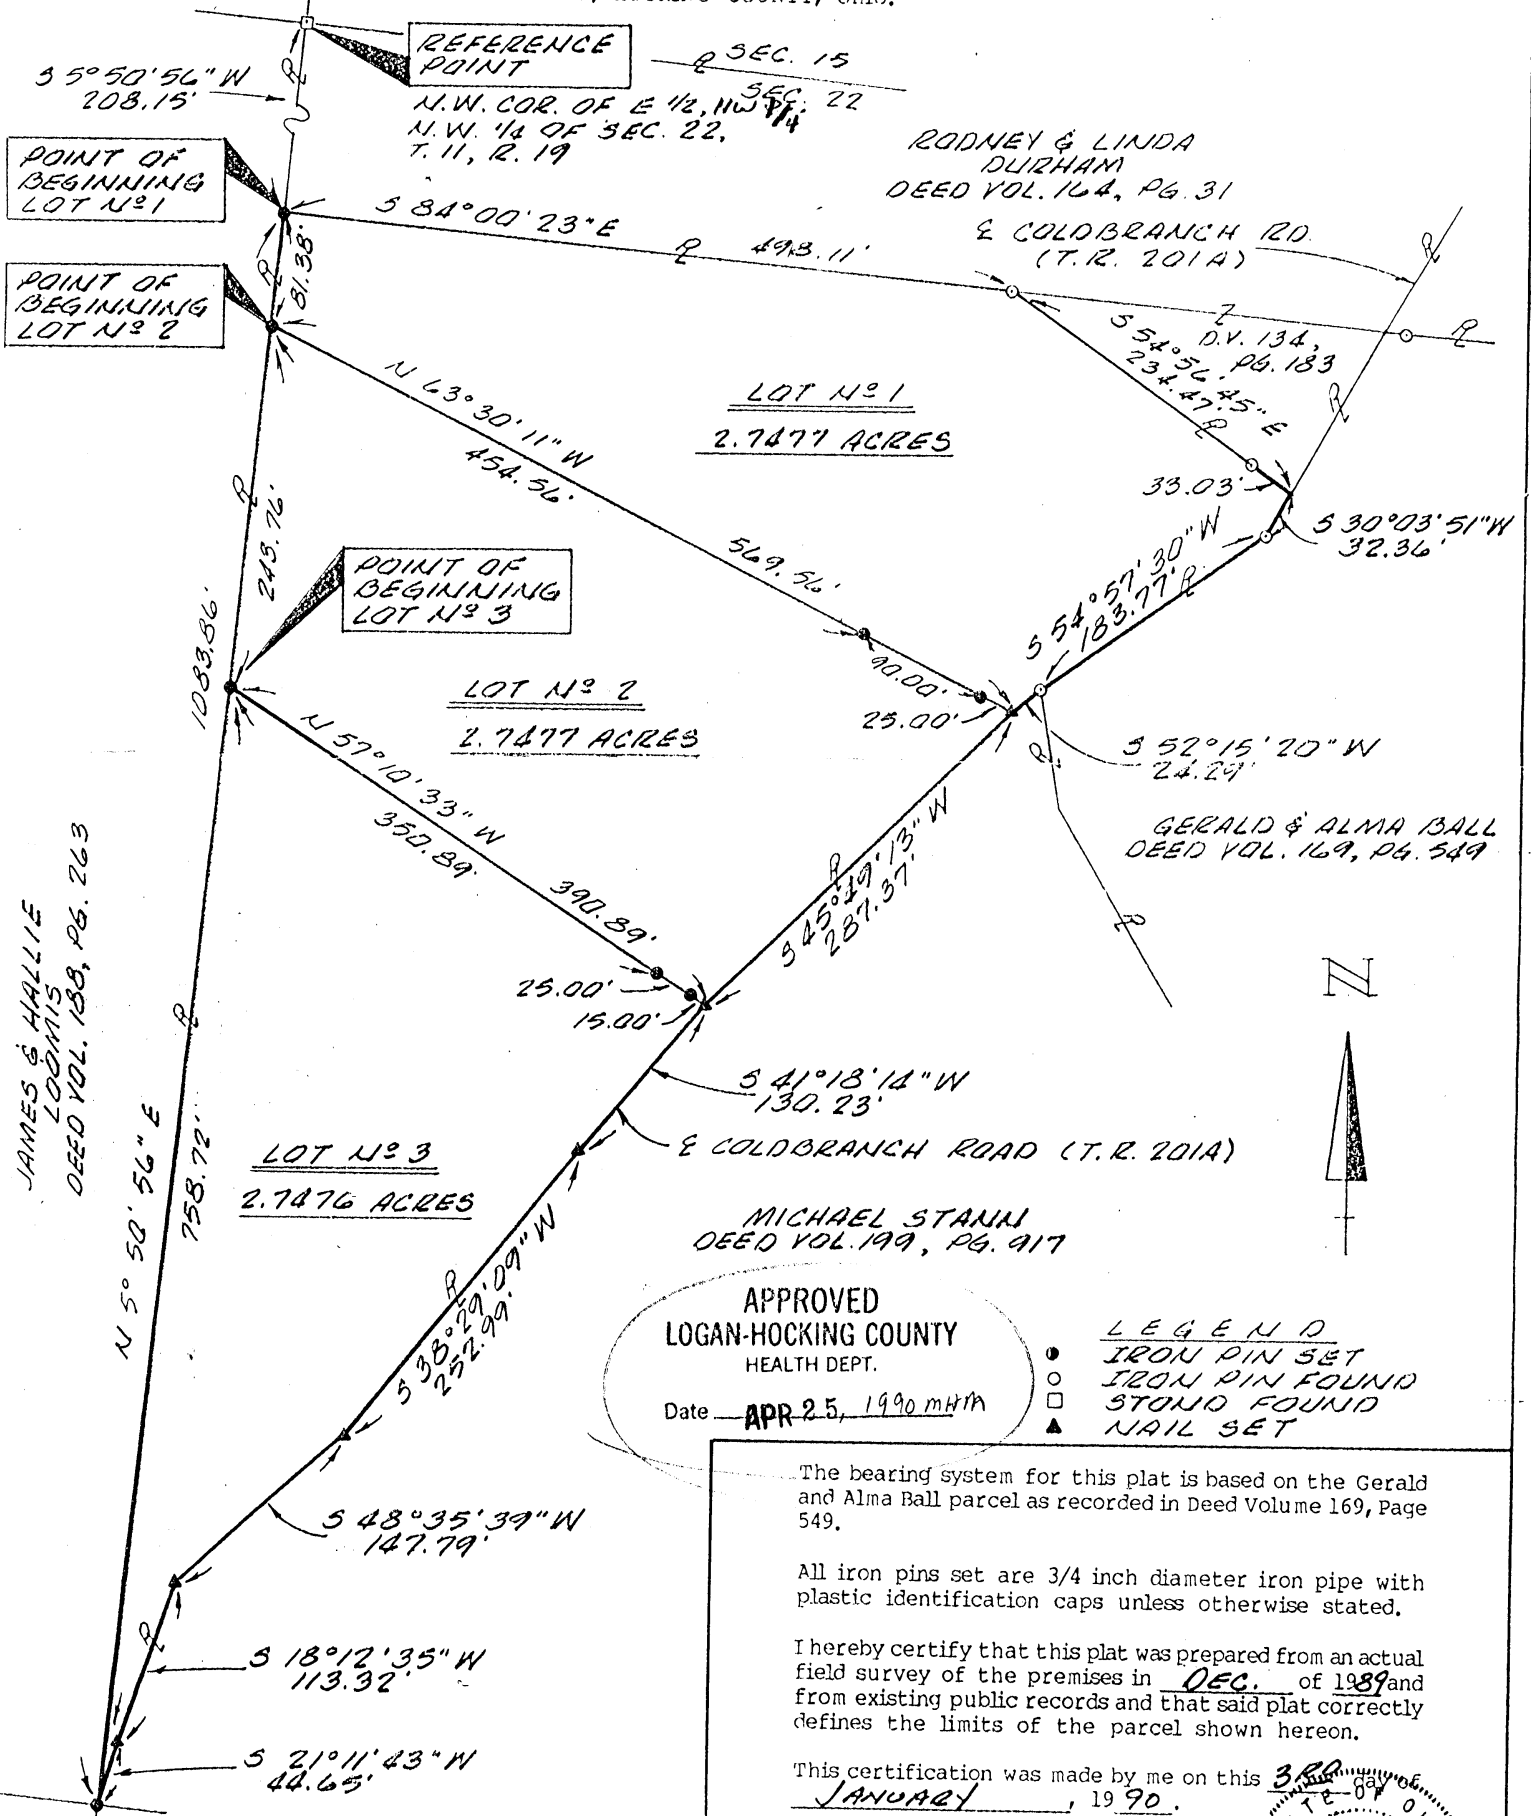 COUNTY, OHIO.
REFERENCE
POINT
S 5°50'56" W
208.15'
SEC. 15
SEC. 22
N.W. COR. OF E 1/2,
N.W. 1/4 OF SEC. 22,
T. 11, R. 19
POINT OF
BEGINNING
LOT Nº 1
RODNEY & LINDA
DURHAM
DEED VOL. 164, PG. 31
S 84°00'23" E
493.11'
COLDBRANCH RD.
(T.R. 201A)
81.38'
POINT OF
BEGINNING
LOT Nº 2
D.V. 134,
PG. 183
S 54°56'45" E
234.47'
N 63°30'11" W
454.56'
LOT Nº 1
2.7477 ACRES
33.03'
S 30°03'51" W
32.36'
243.76'
569.56'
S 54°57'30" W
183.77'
POINT OF
BEGINNING
LOT Nº 3
1083.86'
90.00'
25.00'
LOT Nº 2
2.7477 ACRES
S 52°15'20" W
24.29'
N 57°10'33" W
350.89'
GERALD & ALMA BALL
DEED VOL. 169, PG. 549
390.89'
S 45°49'13" W
287.37'
25.00'
15.00'
JAMES & HALLIE
LOOMIS
DEED VOL. 188, PG. 263
N
S 41°18'14" W
130.23'
COLDBRANCH ROAD (T.R. 201A)
N 5°50'56" E
758.72'
LOT Nº 3
2.7476 ACRES
MICHAEL STANN
DEED VOL. 199, PG. 917
S 38°29'09" W
252.99'
APPROVED
LOGAN-HOCKING COUNTY
HEALTH DEPT.
Date APR 25, 1990 mHM
LEGEND
IRON PIN SET
IRON PIN FOUND
STOND FOUND
NAIL SET
S 48°35'39" W
147.79'
S 18°12'35" W
113.32'
S 21°11'43" W
44.65'
The bearing system for this plat is based on the Gerald
and Alma Ball parcel as recorded in Deed Volume 169, Page
549.
All iron pins set are 3/4 inch diameter iron pipe with
plastic identification caps unless otherwise stated.
I hereby certify that this plat was prepared from an actual
field survey of the premises in DEC. of 1989 and
from existing public records and that said plat correctly
defines the limits of the parcel shown hereon.
This certification was made by me on this 3RD day of
JANUARY, 1990.